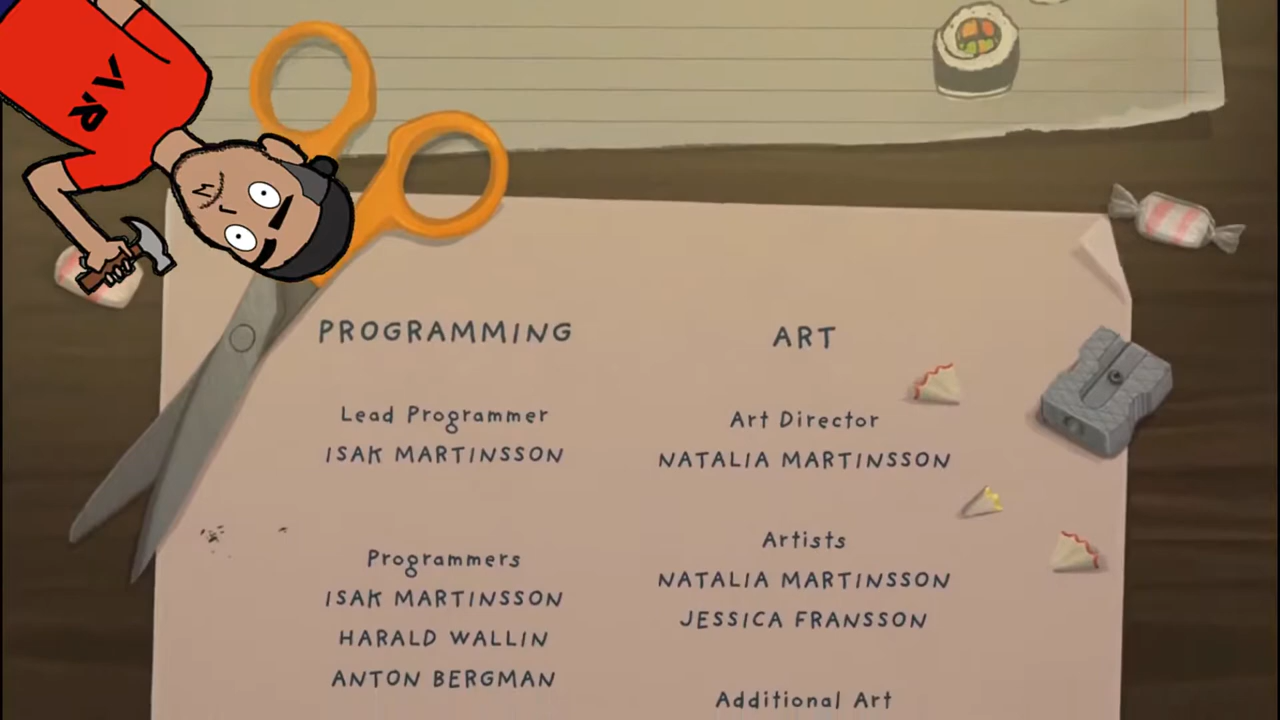 AR
PROGRAMMING
Lead Programmer
ISAK MARTINSSON
Programmers
ISAK MARTINSSON
HARALD WALLIN
ANTON BERGMAN
ART
Art Director
NATALIA MARTINSSON
Artists
NATALIA MARTINSSON
JESSICA FRANSSON
Additional Art